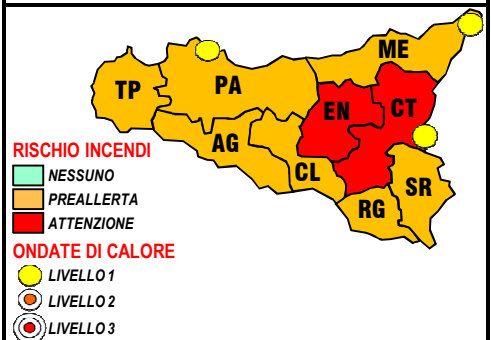 ME
TP
PA
EN
CT
AG
CL
SR
RG
RISCHIO INCENDI
NESSUNO
PREALLERTA
ATTENZIONE
ONDATE DI CALORE
LIVELLO 1
LIVELLO 2
LIVELLO 3